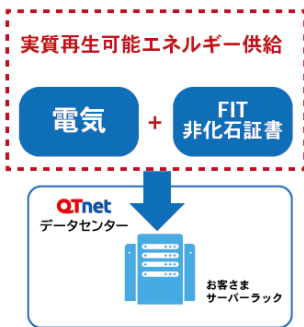 実質再生可能エネルギー供給
電気
+
FIT
非化石証書
QTnet
データセンター
お客さま
サーバーラック